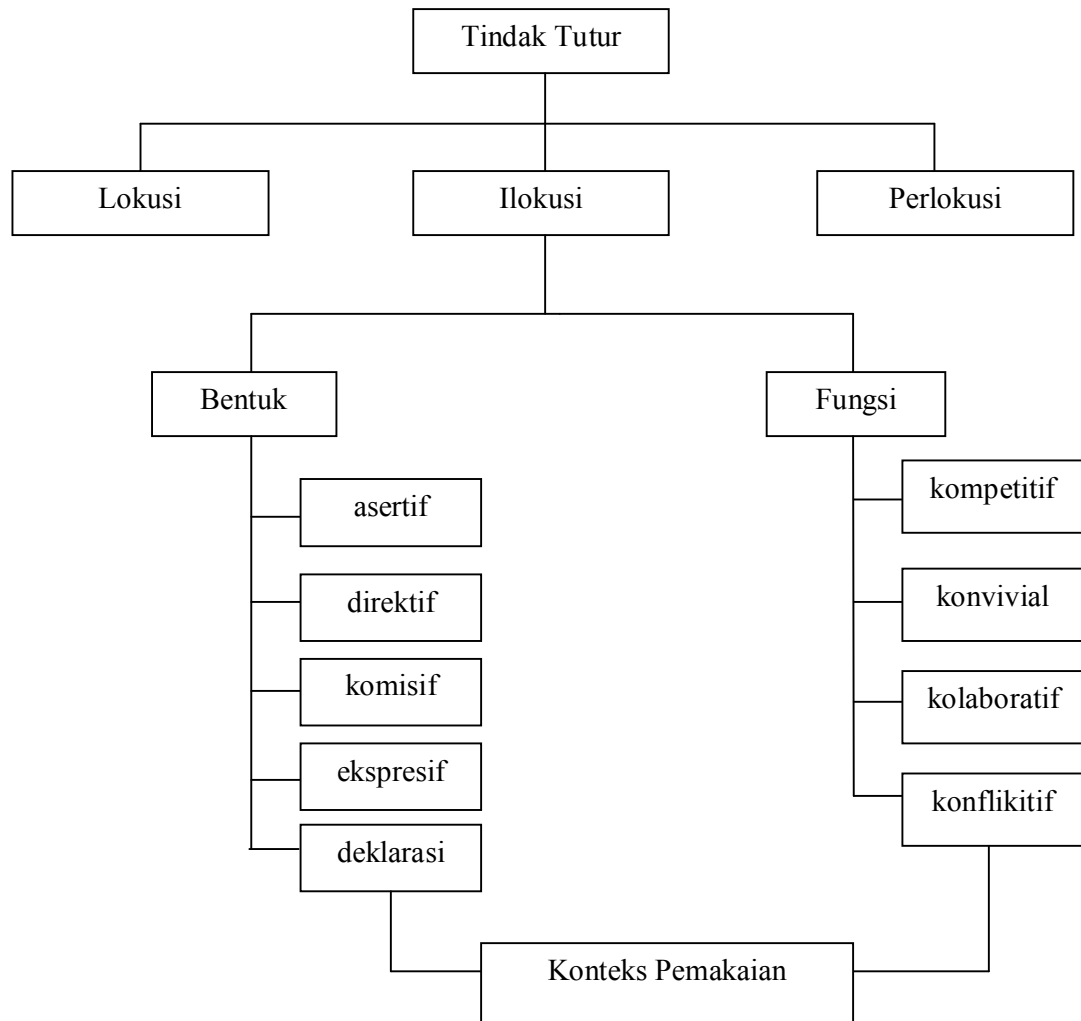 Tindak Tutur
Lokusi
Ilokusi
Perlokusi
Bentuk
Fungsi
asertif
direktif
komisif
ekspresif
deklarasi
kompetitif
konvivial
kolaboratif
konflikitif
Konteks Pemakaian